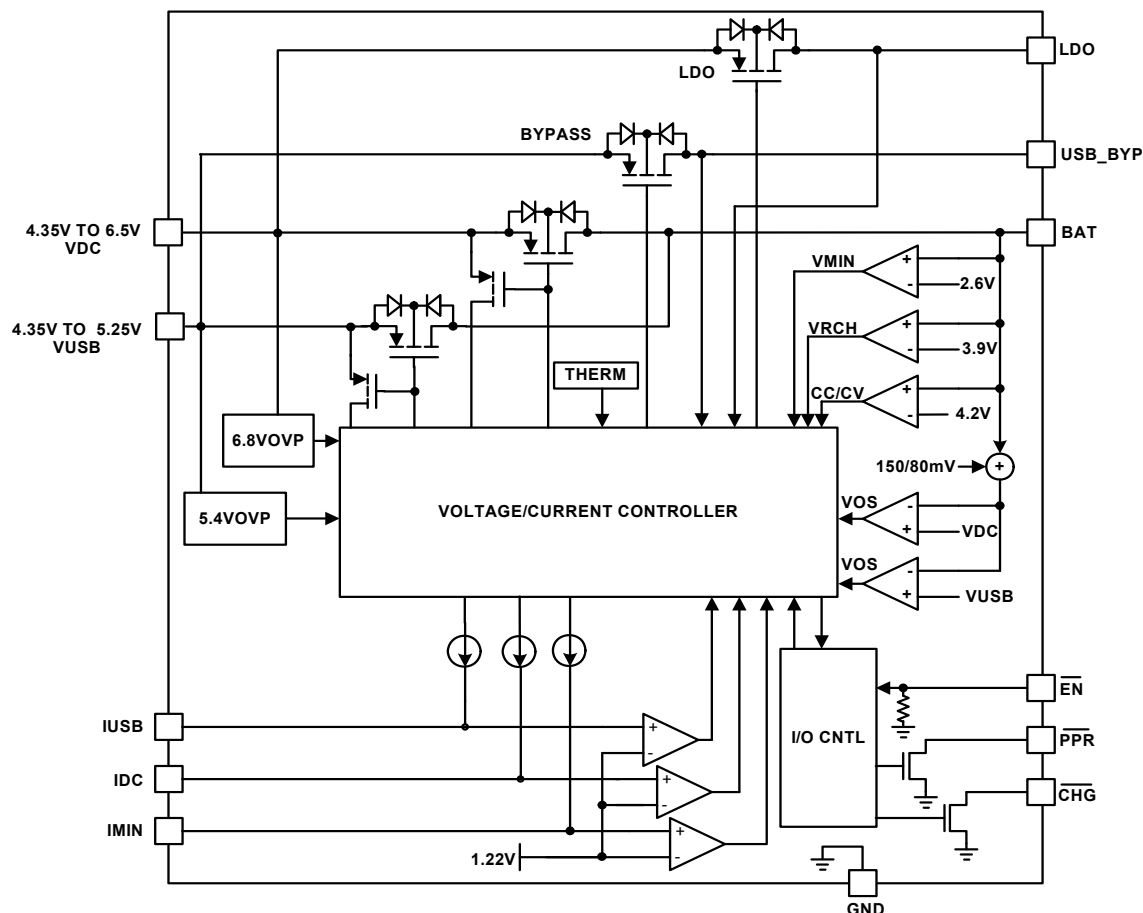 LDO
LDO
BYPASS
USB_BYP
4.35V TO 6.5V
VDC
BAT
VMIN
+
-
2.6V
4.35V TO 5.25V
VUSB
VRCH
+
-
3.9V
THERM
CC/CV
+
-
4.2V
6.8VOVP
150/80mV
+
5.4VOVP
VOLTAGE/CURRENT CONTROLLER
VOS
-
+
VDC
VOS
-
+
VUSB
EN
IUSB
+
-
I/O CNTL
PPR
IDC
+
-
CHG
IMIN
+
-
1.22V
GND